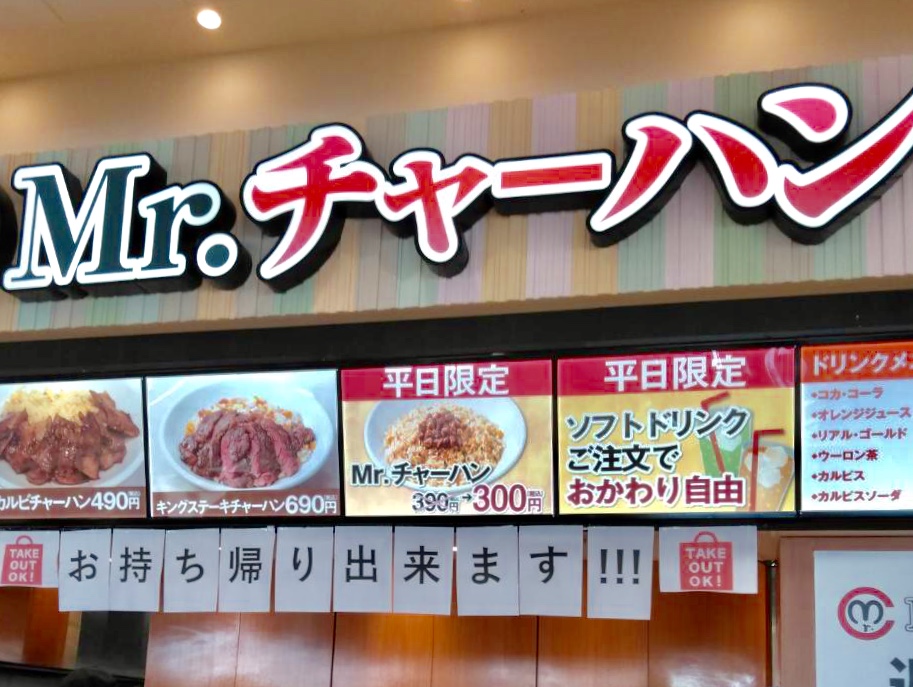 Mr.チャーハン
カルビチャーハン490円(税込)
キングステーキチャーハン690円(税込)
平日限定
Mr.チャーハン
390円→300円(税込)
平日限定
ソフトドリンク
ご注文で
おかわり自由
ドリンクメ
•コカ・コーラ
•オレンジジュース
•リアル・ゴールド
•ウーロン茶
•カルピス
•カルピスソーダ
TAKE
OUT
OK!
お持ち帰り出来ます!!!
TAKE
OUT
OK!